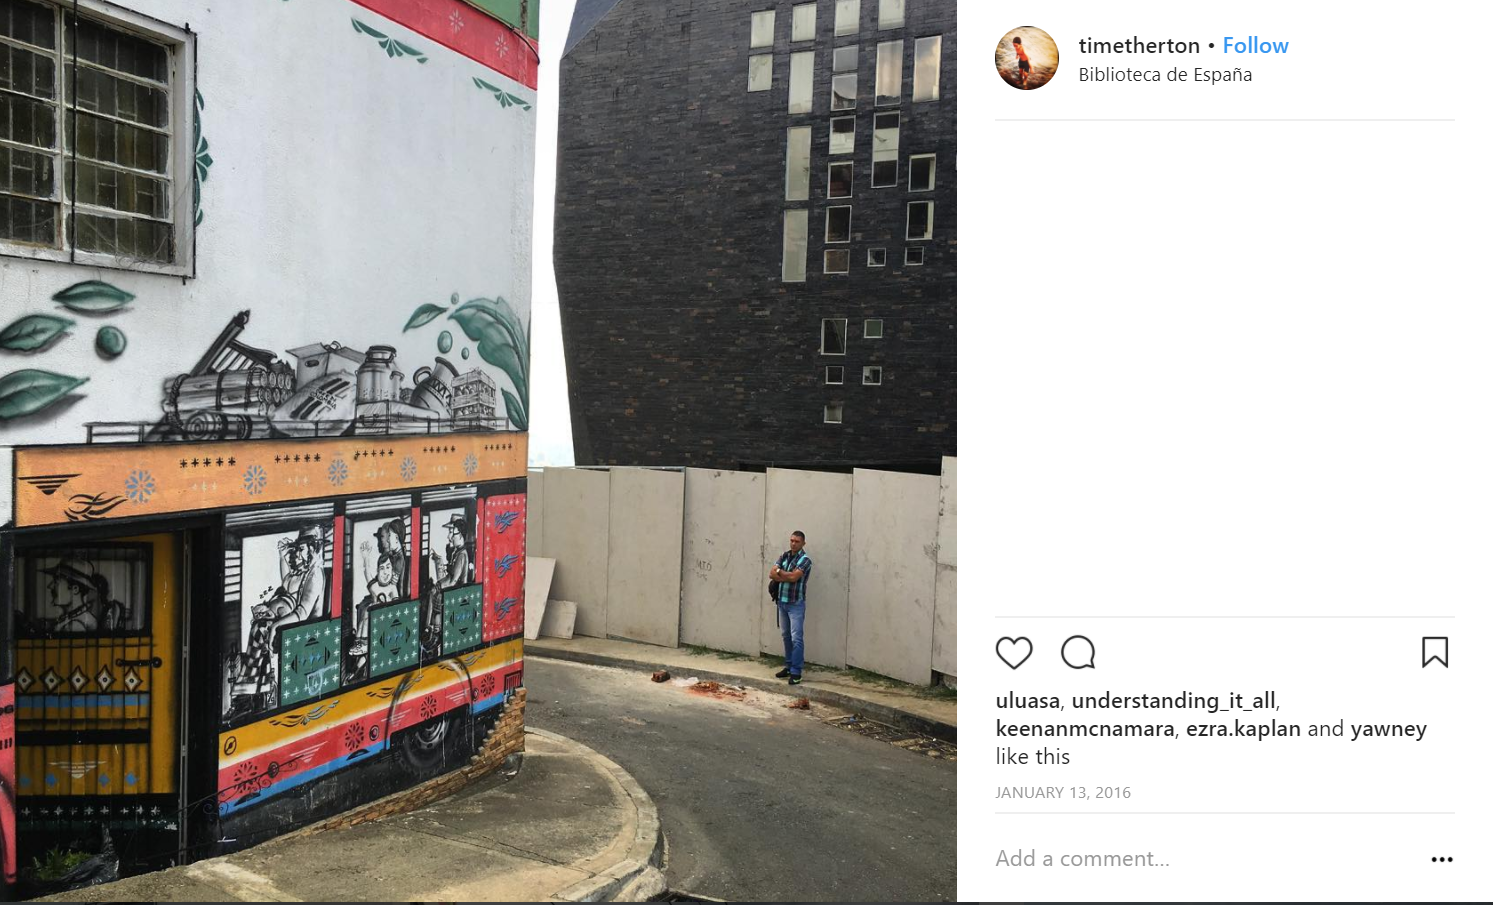 timetherton • Follow
Biblioteca de España
uluasa, understanding_it_all,
keenanmcnamara, ezra.kaplan and yawney
like this
JANUARY 13, 2016
Add a comment...